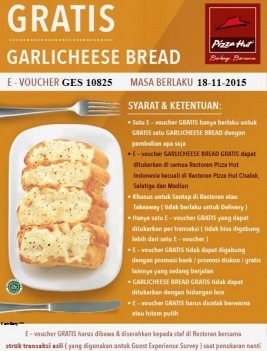 GRATIS
GARLICHEESE BREAD
Pizza Hut
Berbagi Bersama
E - VOUCHER GES 10825
MASA BERLAKU 18-11-2015
SYARAT & KETENTUAN:
• Satu E - voucher GRATIS hanya berlaku untuk
GRATIS satu GARLICHEESE BREAD dengan
pembelian apa saja
• E - voucher GARLICHEESE BREAD GRATIS dapat
ditukarkan di semua Restoran Pizza Hut
Indonesia kecuali di Restoran Pizza Hut Cisalak,
Salatiga dan Madiun
• Khusus untuk Santap di Restoran atau
Takeaway ( tidak berlaku untuk Delivery )
• Hanya satu E - voucher GRATIS yang dapat
ditukarkan per transaksi ( tidak bisa digabung
lebih dari satu E - voucher )
• E - voucher GRATIS tidak dapat digabung
dengan promosi bank / promosi diskon / gratis
lainnya yang sedang berjalan
• GARLICHEESE BREAD GRATIS tidak dapat
ditukarkan dengan hidangan lain
• E - voucher GRATIS harus dicetak berwarna
atau hitam putih
E - voucher GRATIS harus dibawa & diserahkan kepada staf di Restoran bersama
struk transaksi asli ( yang digunakan untuk Guest Experience Survey ) saat penukaran nanti